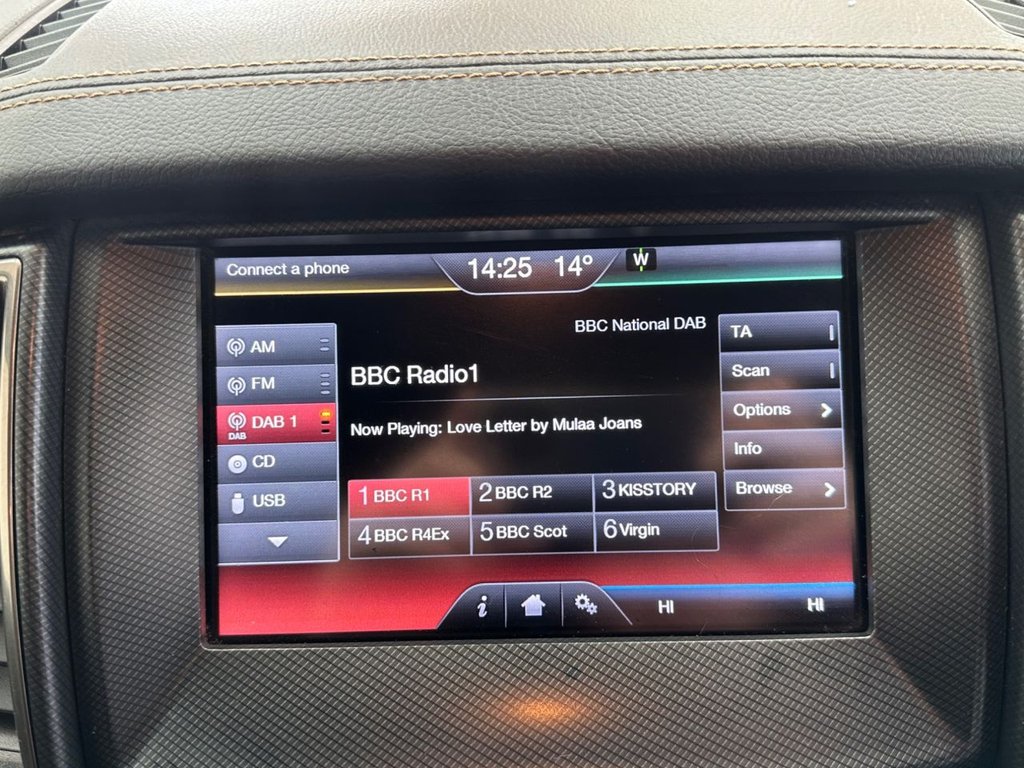 Connect a phone
14:25 14° W
BBC National DAB
AM
FM
DAB 1
DAB
CD
USB
BBC Radio1
Now Playing: Love Letter by Mulaa Joans
1 BBC R1 2 BBC R2 3 KISSTORY
4 BBC R4Ex 5 BBC Scot 6 Virgin
TA
Scan
Options
Info
Browse
i
HI HI